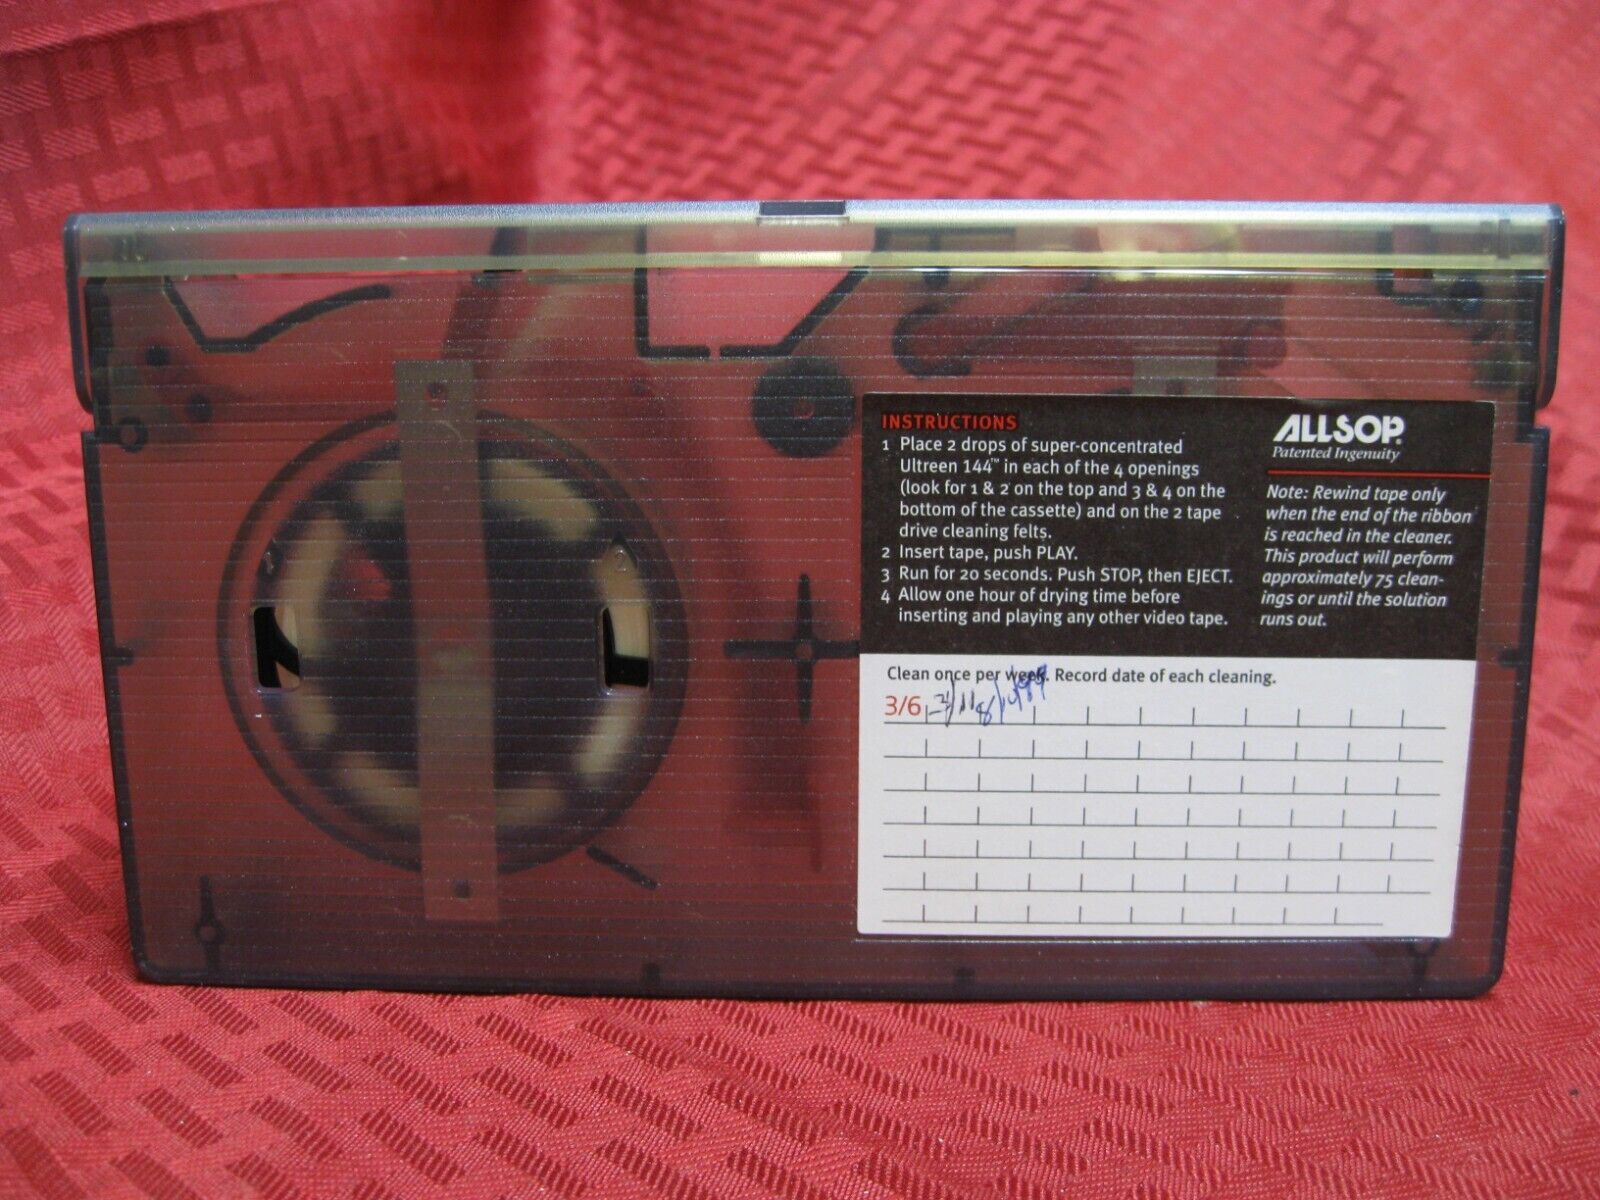 INSTRUCTIONS
1 Place 2 drops of super-concentrated
Ultreen 144™ in each of the 4 openings
(look for 1 & 2 on the top and 3 & 4 on the
bottom of the cassette) and on the 2 tape
drive cleaning felts.
2 Insert tape, push PLAY.
3 Run for 20 seconds. Push STOP, then EJECT.
4 Allow one hour of drying time before
inserting and playing any other video tape.
ALLSOP®
Patented Ingenuity
Note: Rewind tape only
when the end of the ribbon
is reached in the cleaner.
This product will perform
approximately 75 clean-
ings or until the solution
runs out.
Clean once per week. Record date of each cleaning.
3/6
1
2